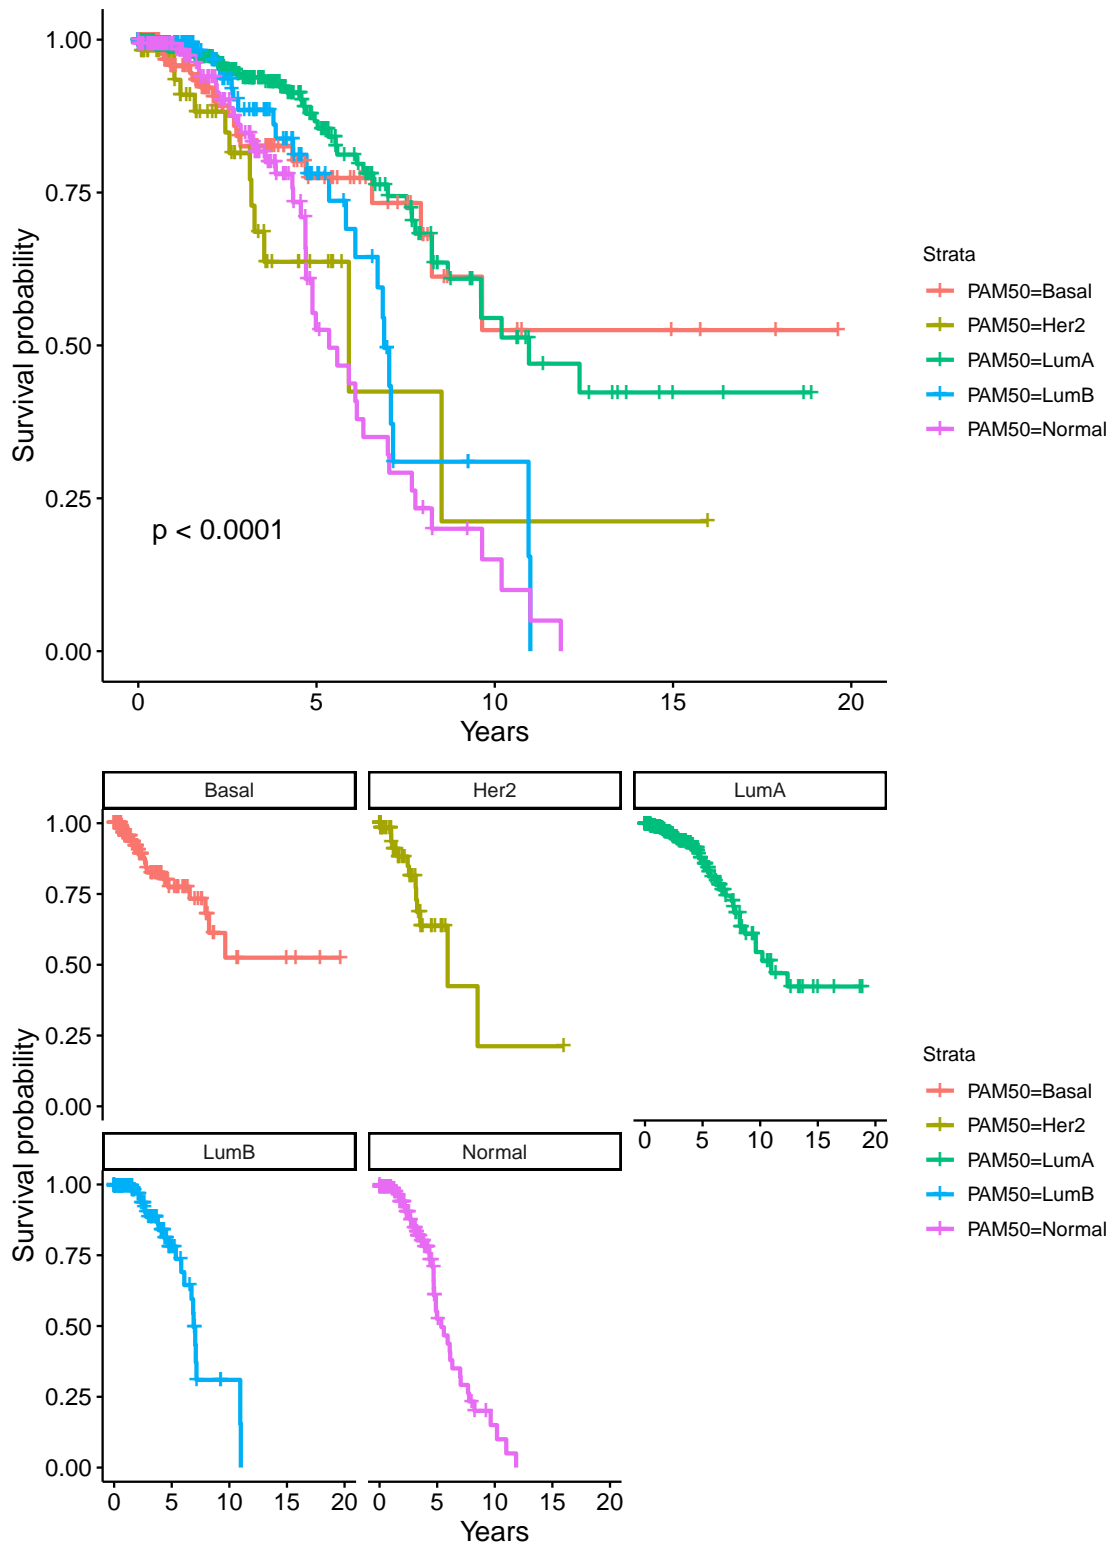 Survival probability
1.00
0.75
0.50
0.25
0.00
p < 0.0001
0 5 10 15 20
Years
Strata
PAM50=Basal
PAM50=Her2
PAM50=LumA
PAM50=LumB
PAM50=Normal
Basal Her2 LumA
Survival probability
1.00
0.75
0.50
0.25
0.00
0 5 10 15 20
LumB Normal
Survival probability
1.00
0.75
0.50
0.25
0.00
0 5 10 15 20 0 5 10 15 20
Years
Strata
PAM50=Basal
PAM50=Her2
PAM50=LumA
PAM50=LumB
PAM50=Normal